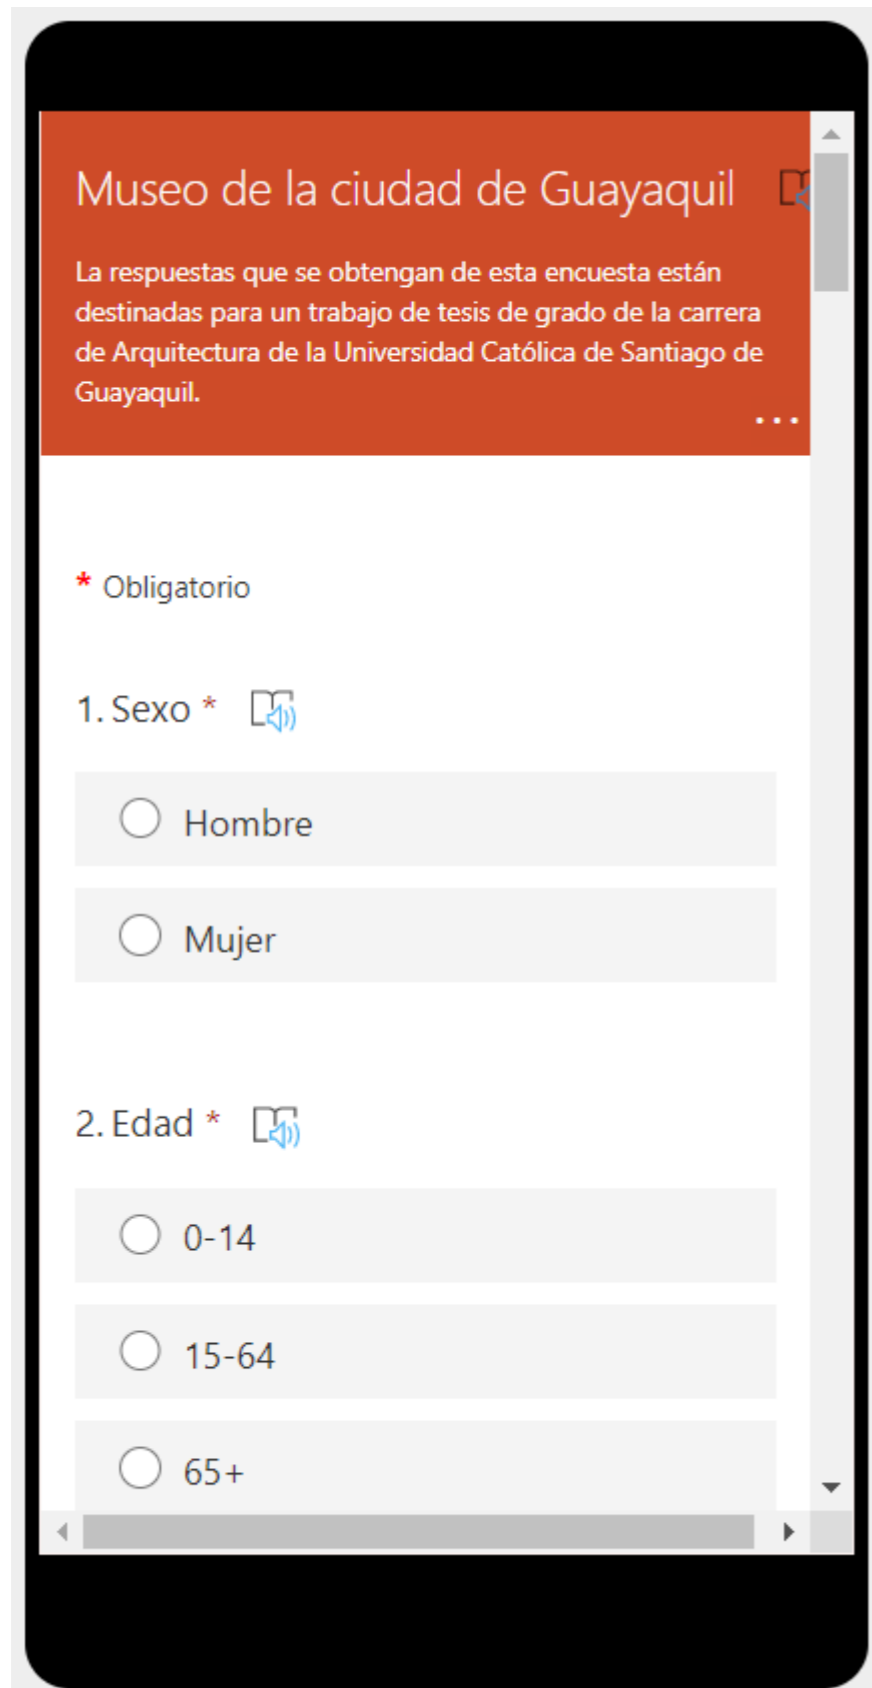 Museo de la ciudad de Guayaquil
La respuestas que se obtengan de esta encuesta están
destinadas para un trabajo de tesis de grado de la carrera
de Arquitectura de la Universidad Católica de Santiago de
Guayaquil.
...
* Obligatorio
1. Sexo *
Hombre
Mujer
2. Edad *
0-14
15-64
65+